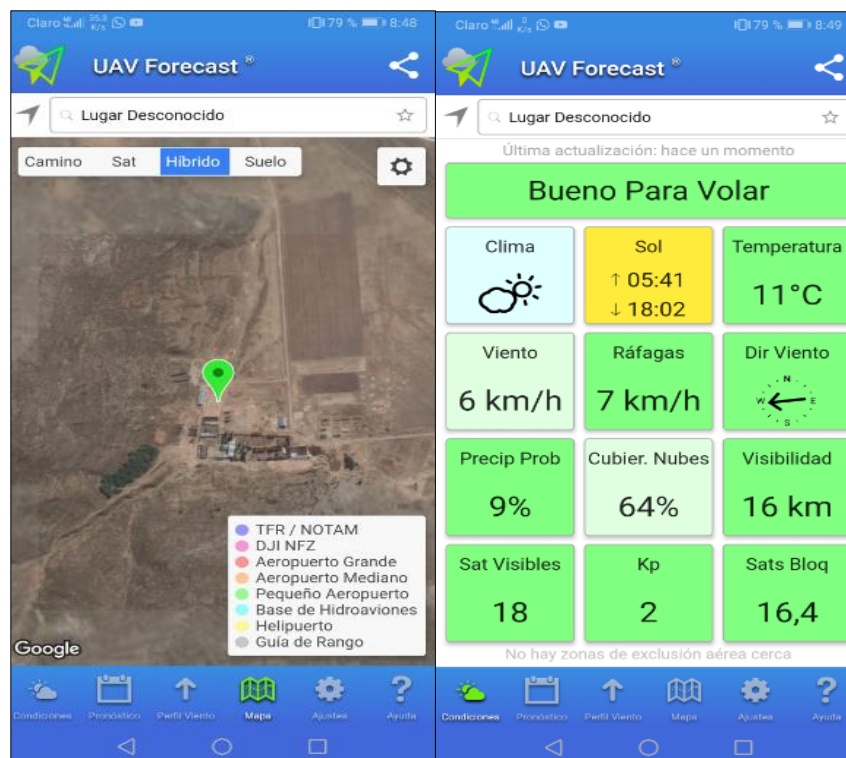 Claro 35.3 K/s 79 % 8:48
UAV Forecast ®
Lugar Desconocido
Camino Sat Híbrido Suelo
TFR / NOTAM
DJI NFZ
Aeropuerto Grande
Aeropuerto Mediano
Pequeño Aeropuerto
Base de Hidroaviones
Helipuerto
Guía de Rango
Google
Condiciones Pronóstico Perfil Viento Mapa Ajustes Ayuda
Claro 0 K/s 79 % 8:49
UAV Forecast ®
Lugar Desconocido
Última actualización: hace un momento
Bueno Para Volar
Clima Sol Temperatura
↑ 05:41
↓ 18:02
11°C
Viento Ráfagas Dir Viento
6 km/h 7 km/h
N
W E
S
Precip Prob Cubier. Nubes Visibilidad
9% 64% 16 km
Sat Visibles Kp Sats Bloq
18 2 16,4
No hay zonas de exclusión aérea cerca
Condiciones Pronóstico Perfil Viento Mapa Ajustes Ayuda